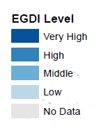 EGDI Level
Very High
High
Middle
Low
No Data